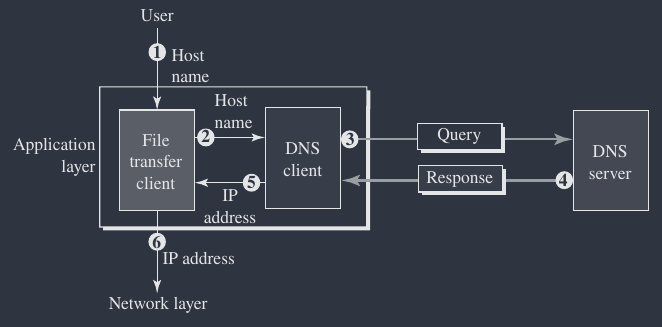 User
1
Host
name
Application
layer
File
transfer
client
2
Host
name
DNS
client
3
Query
DNS
server
4
Response
5
IP
address
6
IP address
Network layer